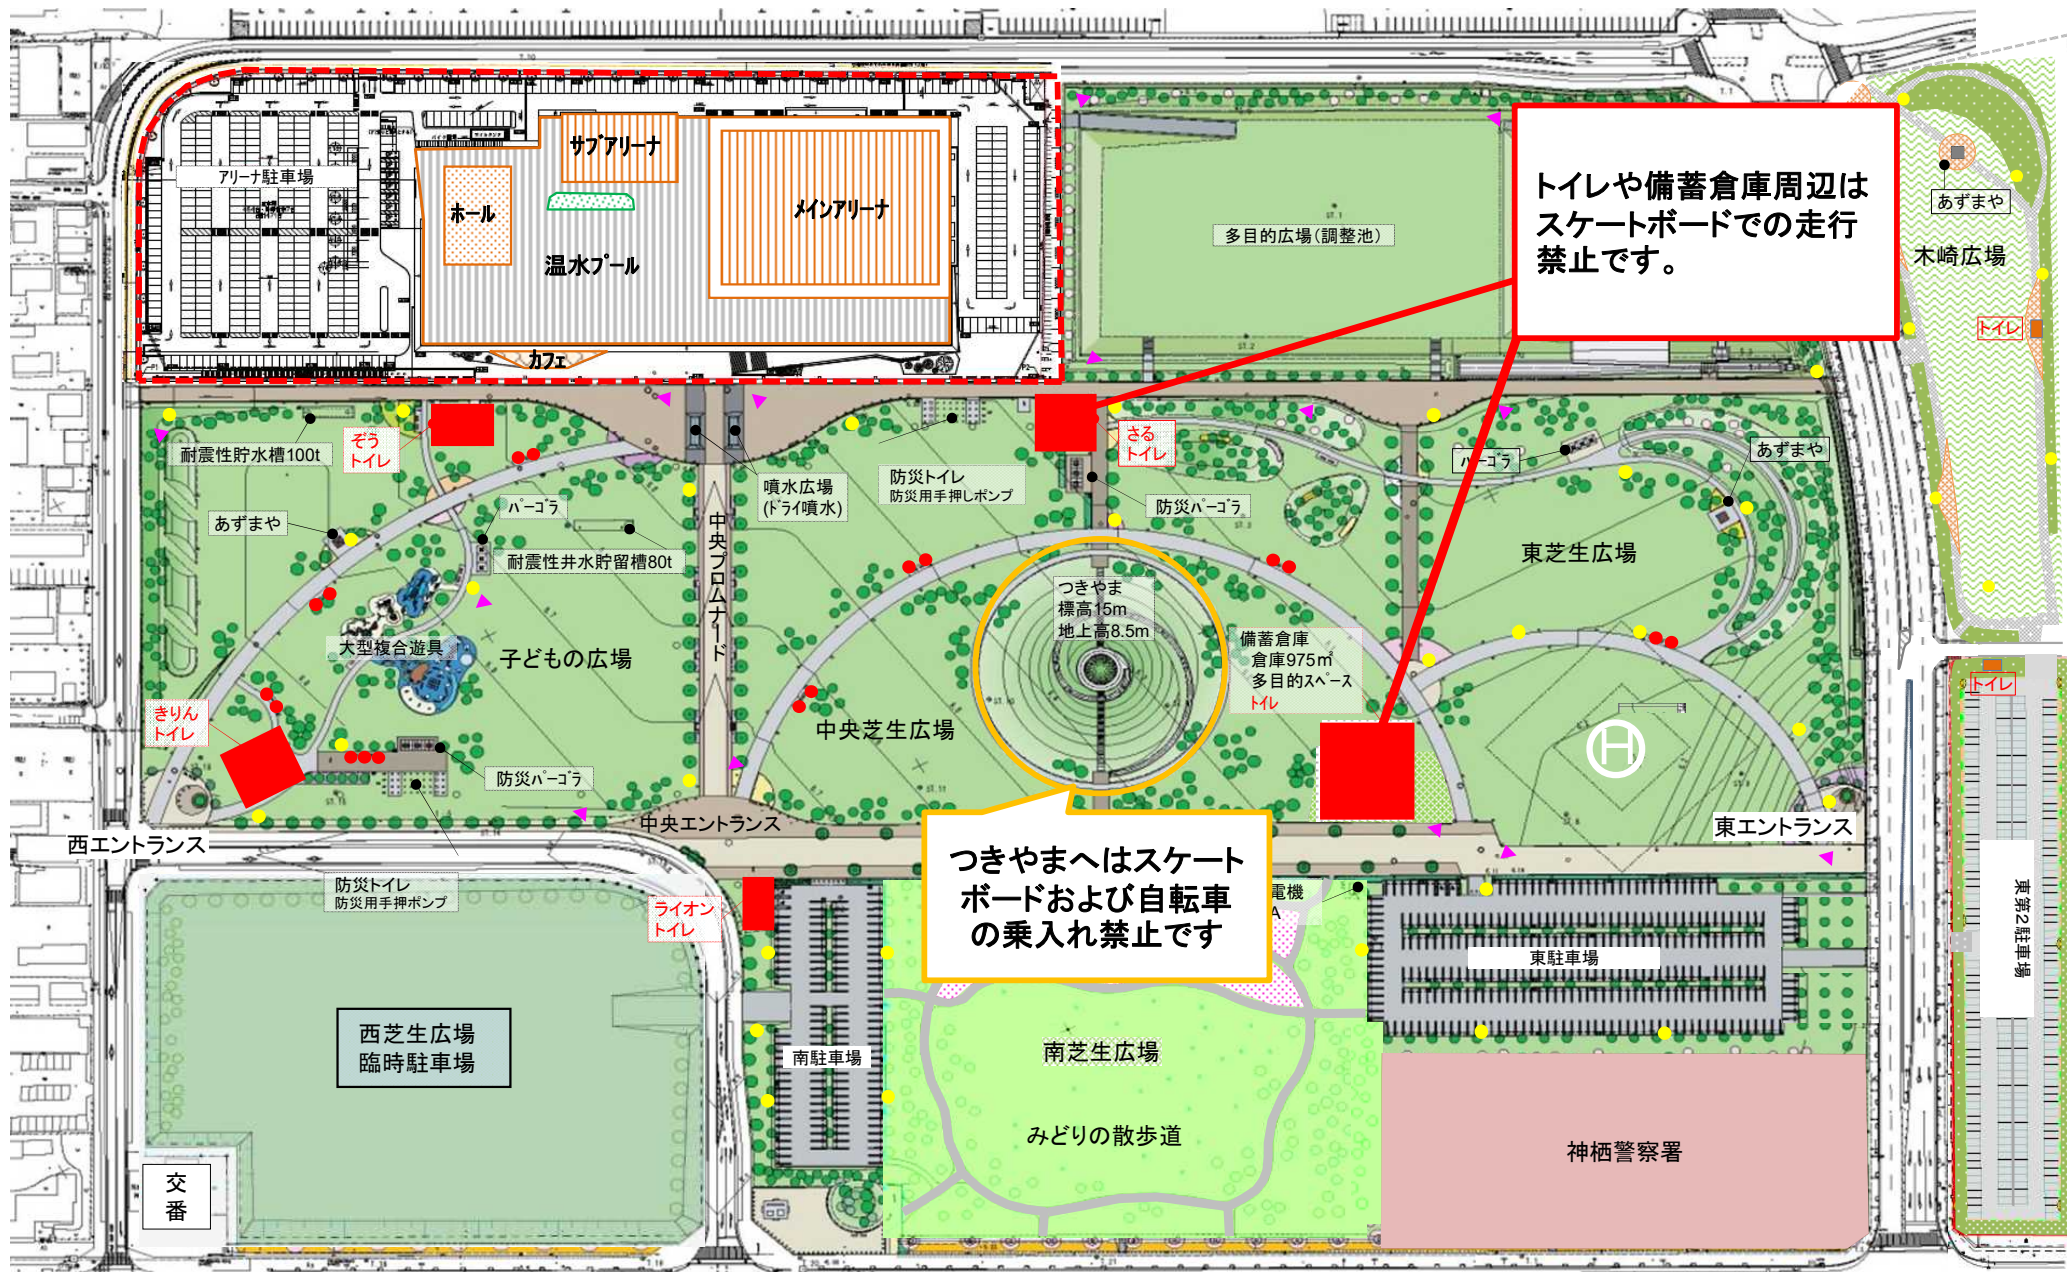 サブアリーナ
アリーナ駐車場
ホール
メインアリーナ
温水プール
カフェ
多目的広場(調整池)
トイレや備蓄倉庫周辺は
スケートボードでの走行
禁止です。
あずまや
木崎広場
トイレ
耐震性貯水槽100t
ぞう
トイレ
さる
トイレ
パーゴラ
あずまや
噴水広場
(ドライ噴水)
防災トイレ
防災用手押しポンプ
防災パーゴラ
あずまや
パーゴラ
耐震性井水貯留槽80t
中央プロムナード
東芝生広場
つきやま
標高15m
地上高8.5m
大型複合遊具
子どもの広場
備蓄倉庫
倉庫975㎡
多目的スペース
トイレ
トイレ
きりん
トイレ
中央芝生広場
H
防災パーゴラ
中央エントランス
東エントランス
西エントランス
つきやまへはスケート
ボードおよび自転車
の乗入れ禁止です
防災トイレ
防災用手押ポンプ
ライオン
トイレ
電機
A
東第2駐車場
東駐車場
西芝生広場
臨時駐車場
南駐車場
南芝生広場
みどりの散歩道
神栖警察署
交
番